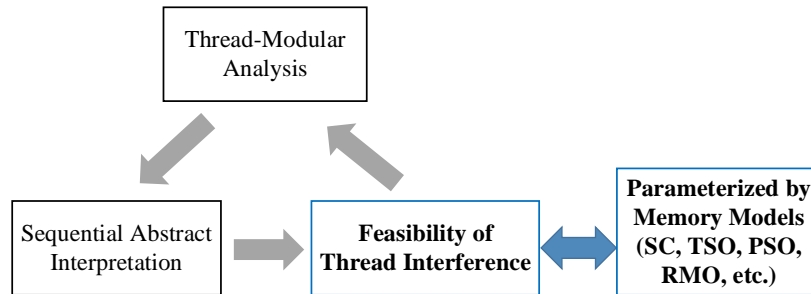 Thread-Modular
Analysis
Sequential Abstract
Interpretation
Feasibility of
Thread Interference
Parameterized by
Memory Models
(SC, TSO, PSO,
RMO, etc.)